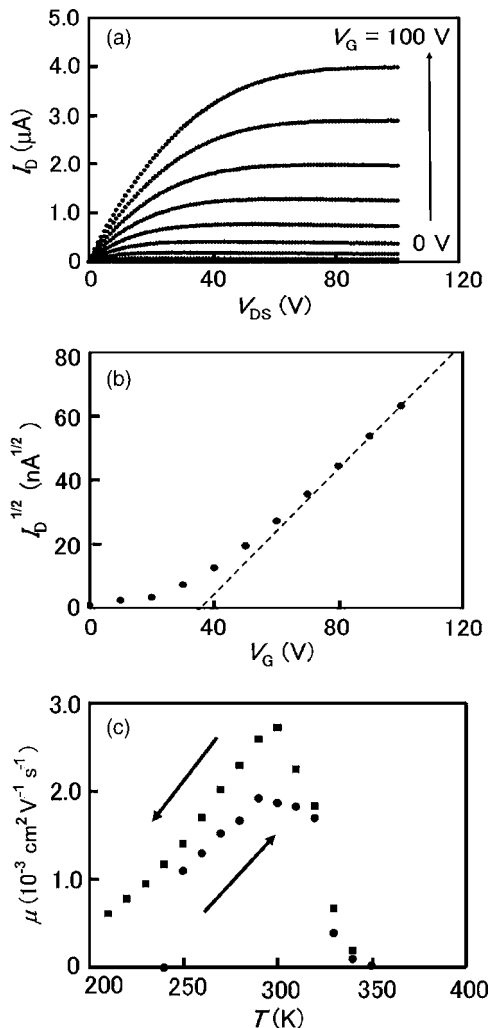 (a)
V_G = 100 V
4.0
3.0
2.0
1.0
0
0 V
I_D (μA)
0 40 80 120
V_DS (V)
(b)
80
60
40
20
0
I_D^1/2 (nA^1/2)
0 40 80 120
V_G (V)
(c)
3.0
2.0
1.0
0
μ (10^-3 cm^2 V^-1 s^-1)
200 250 300 350 400
T (K)